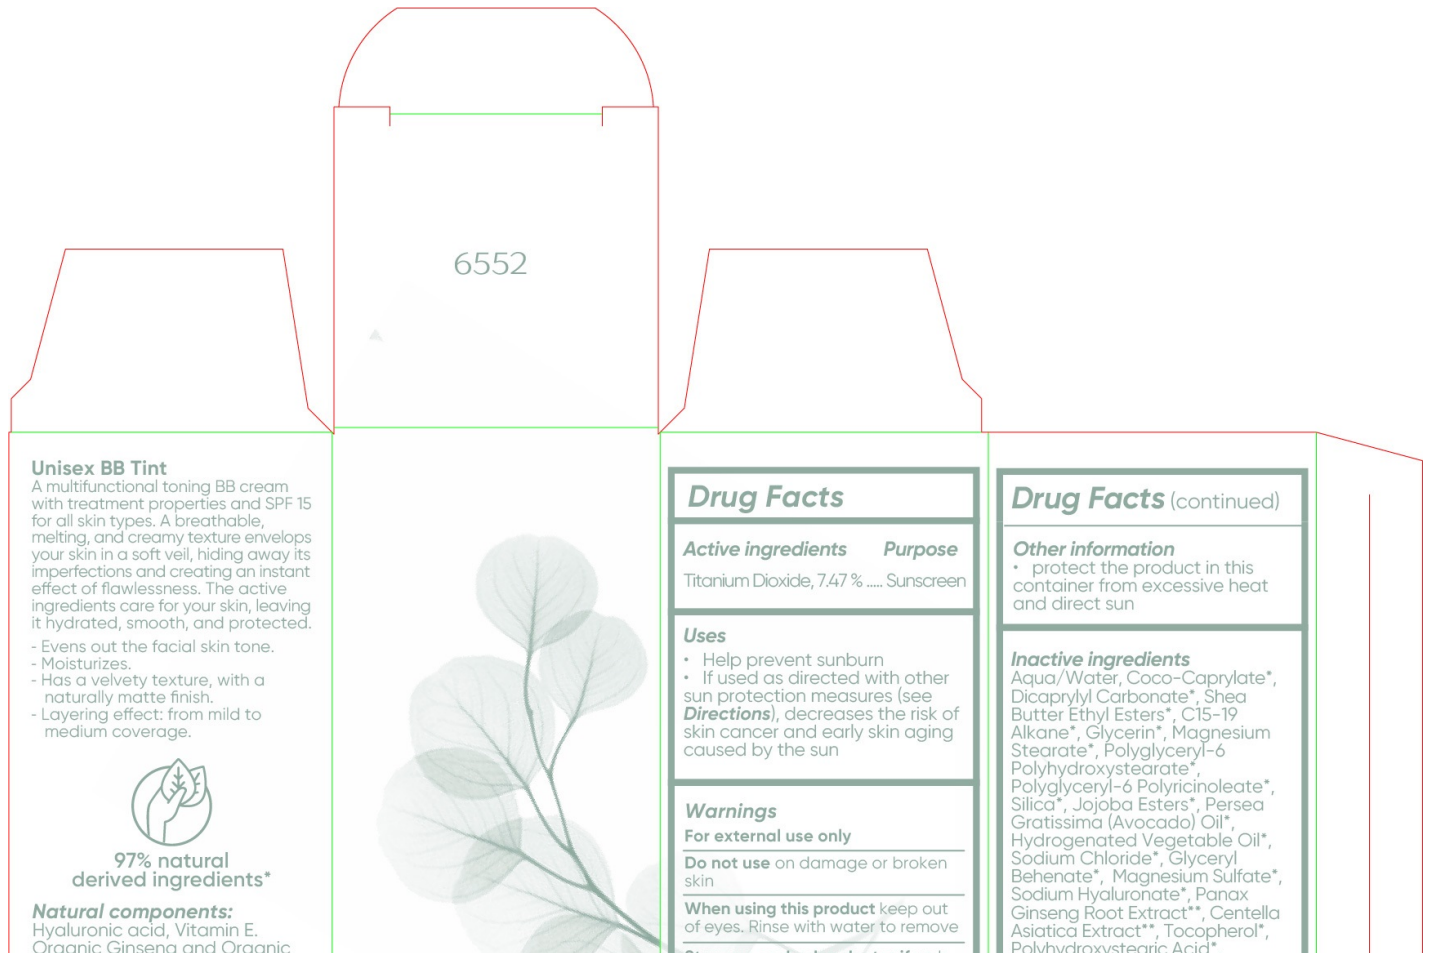 6552
Unisex BB Tint
A multifunctional toning BB cream
with treatment properties and SPF 15
for all skin types. A breathable,
melting, and creamy texture envelops
your skin in a soft veil, hiding away its
imperfections and creating an instant
effect of flawlessness. The active
ingredients care for your skin, leaving
it hydrated, smooth, and protected.
- Evens out the facial skin tone.
- Moisturizes.
- Has a velvety texture, with a
naturally matte finish.
- Layering effect: from mild to
medium coverage.
97% natural
derived ingredients*
Natural components:
Hyaluronic acid, Vitamin E.
Organic Ginseng and Organic
Drug Facts
Active ingredients Purpose
Titanium Dioxide, 7.47 % ..... Sunscreen
Uses
• Help prevent sunburn
• If used as directed with other
sun protection measures (see
Directions), decreases the risk of
skin cancer and early skin aging
caused by the sun
Warnings
For external use only
Do not use on damage or broken
skin
When using this product keep out
of eyes. Rinse with water to remove
Drug Facts (continued)
Other information
• protect the product in this
container from excessive heat
and direct sun
Inactive ingredients
Aqua/Water, Coco-Caprylate*,
Dicaprylyl Carbonate*, Shea
Butter Ethyl Esters*, C15-19
Alkane*, Glycerin*, Magnesium
Stearate*, Polyglyceryl-6
Polyhydroxystearate*,
Polyglyceryl-6 Polyricinoleate*,
Silica*, Jojoba Esters*, Persea
Gratissima (Avocado) Oil*,
Hydrogenated Vegetable Oil*,
Sodium Chloride*, Glyceryl
Behenate*, Magnesium Sulfate*,
Sodium Hyaluronate*, Panax
Ginseng Root Extract**, Centella
Asiatica Extract**, Tocopherol*,
Polyhydroxystearic Acid*